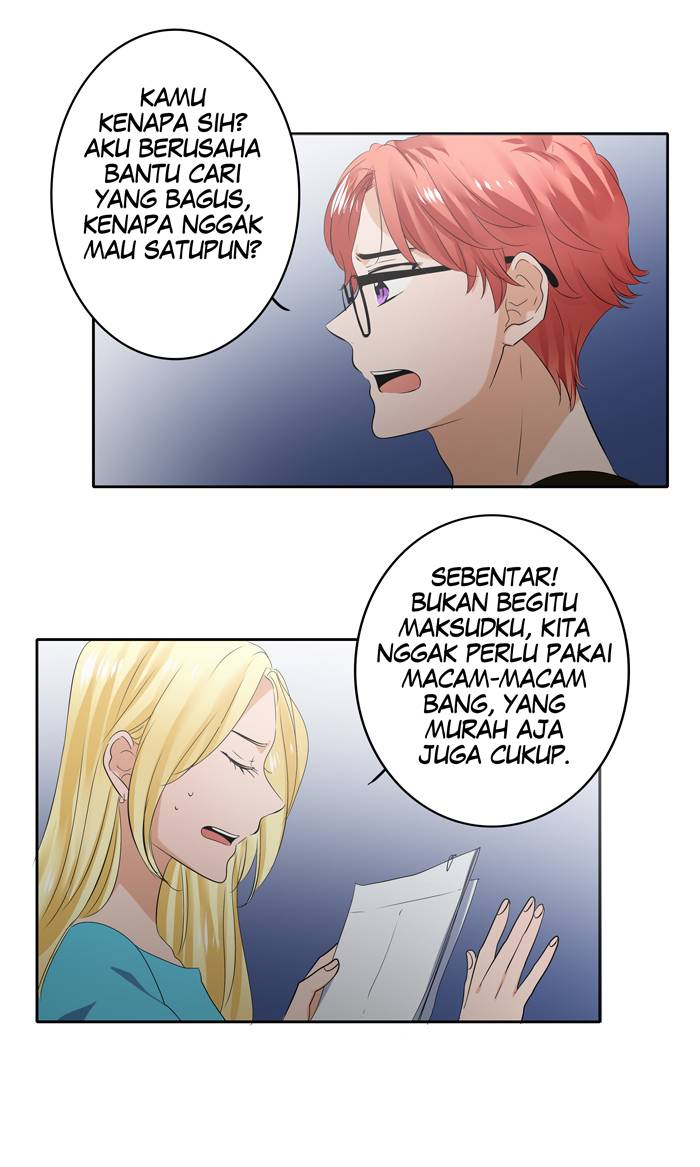 KAMU
KENAPA SIH?
AKU BERUSAHA
BANTU CARI
YANG BAGUS,
KENAPA NGGAK
MAU SATUPUN?
SEBENTAR!
BUKAN BEGITU
MAKSUDKU, KITA
NGGAK PERLU PAKAI
MACAM-MACAM
BANG, YANG
MURAH AJA
JUGA CUKUP.